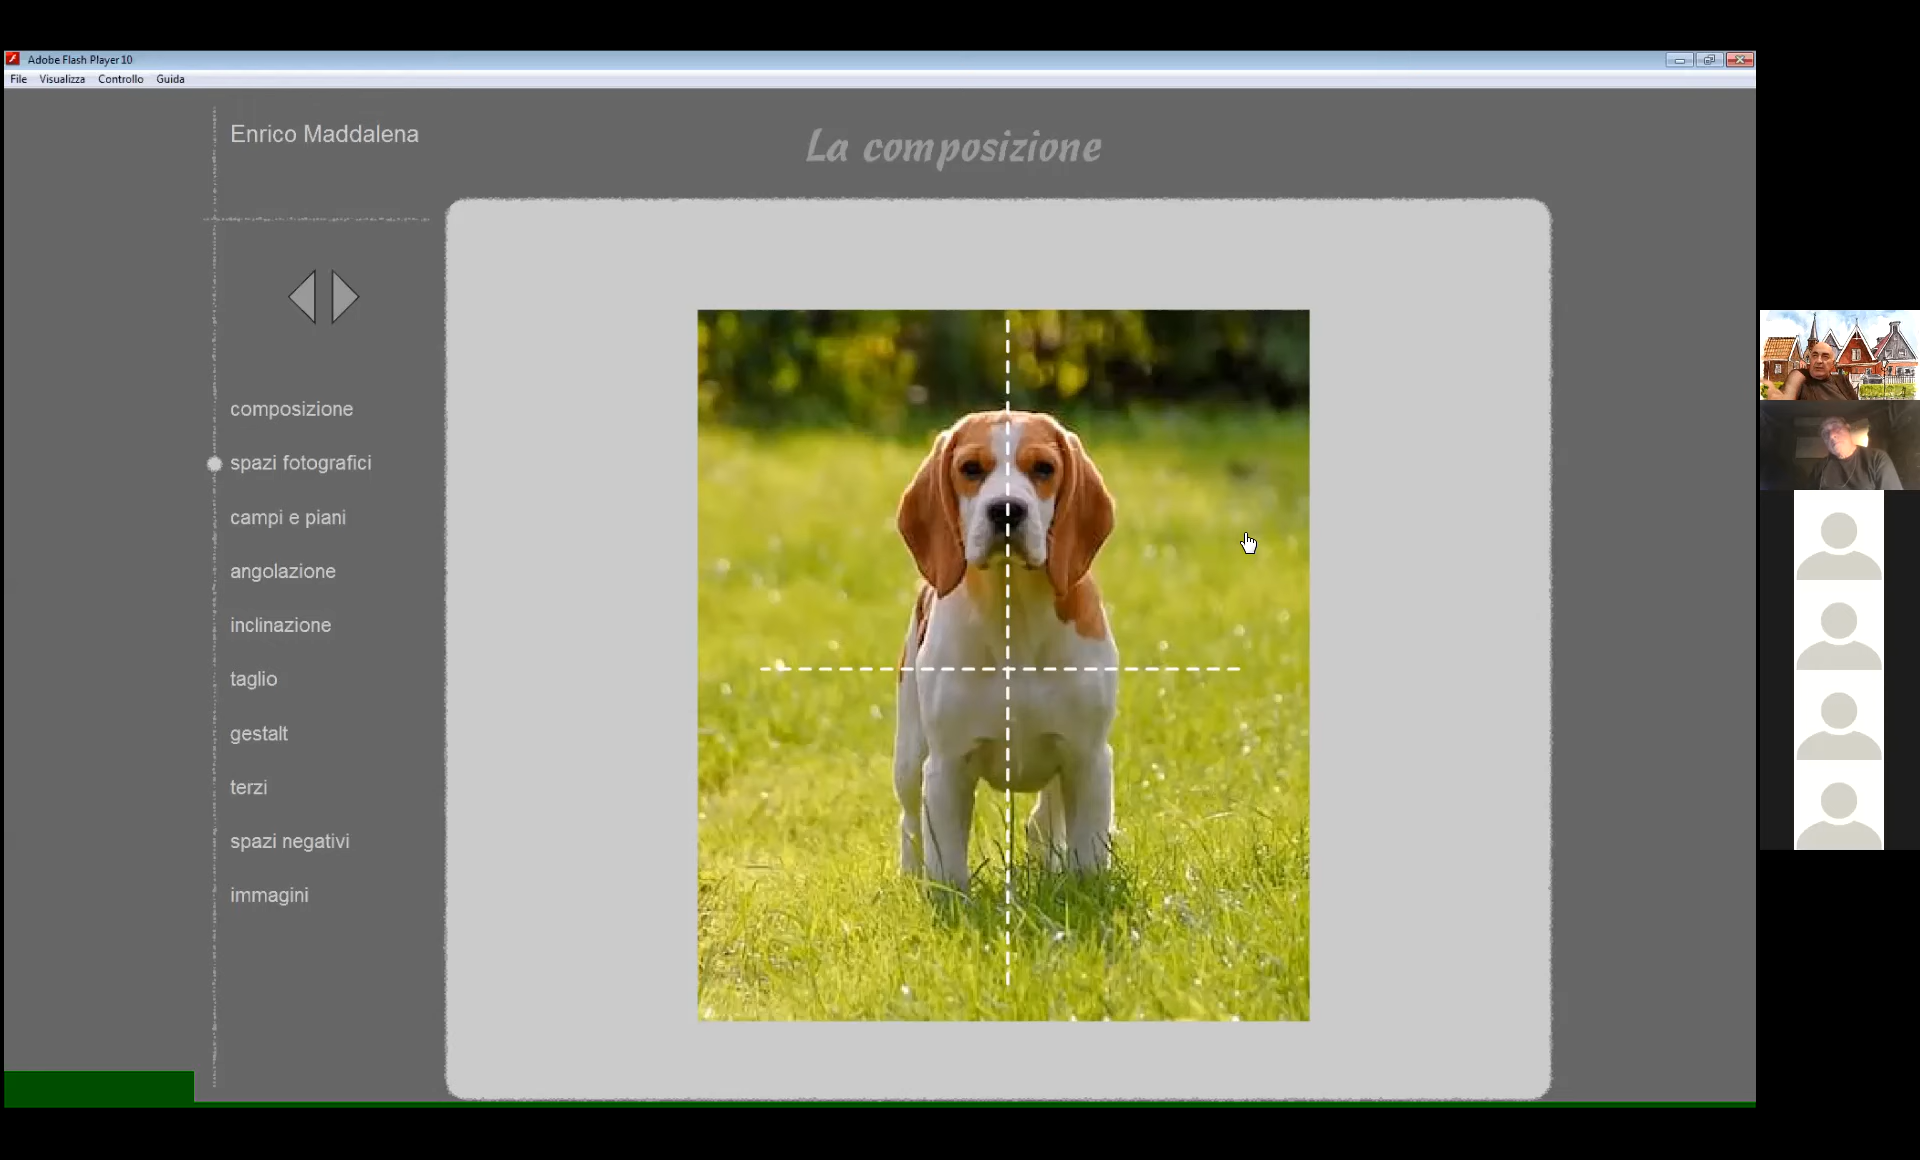 Adobe Flash Player 10
File Visualizza Controllo Guida
Enrico Maddalena
La composizione
composizione
spazi fotografici
campi e piani
angolazione
inclinazione
taglio
gestalt
terzi
spazi negativi
immagini